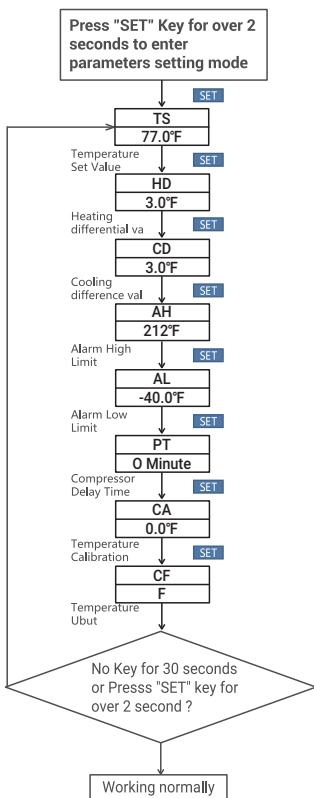 Press "SET" Key for over 2
seconds to enter
parameters setting mode
SET
TS
77.0°F
Temperature
Set Value
SET
HD
3.0°F
Heating
differential va
SET
CD
3.0°F
Cooling
difference val
SET
AH
212°F
Alarm High
Limit
SET
AL
-40.0°F
Alarm Low
Limit
SET
PT
O Minute
Compressor
Delay Time
SET
CA
0.0°F
Temperature
Calibration
SET
CF
F
Temperature
Ubut
No Key for 30 seconds
or Presss "SET" key for
over 2 second ?
Working normally